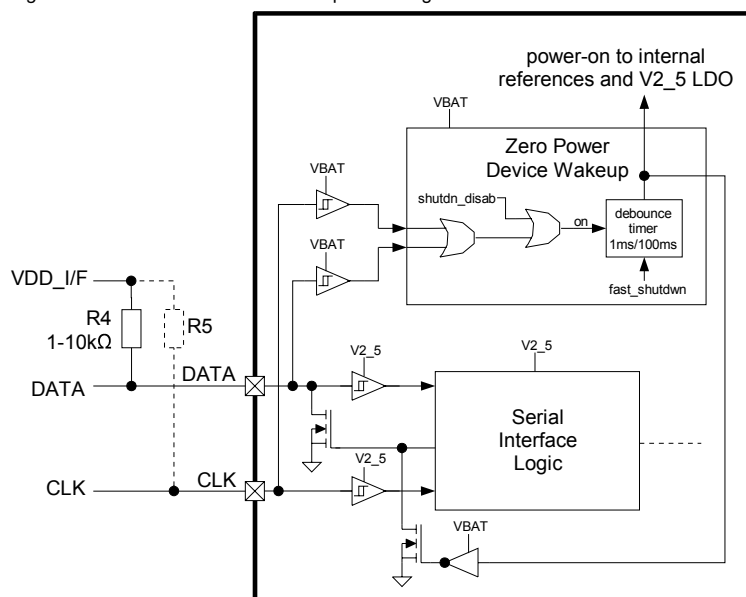 power-on to internal
references and V2_5 LDO
VBAT
Zero Power
Device Wakeup
VBAT
shutdn_disab
on
debounce
timer
1ms/100ms
VBAT
fast_shutdwn
VDD_I/F
R4
1-10kΩ
R5
V2_5
V2_5
DATA
DATA
Serial
Interface
Logic
V2_5
CLK
CLK
VBAT